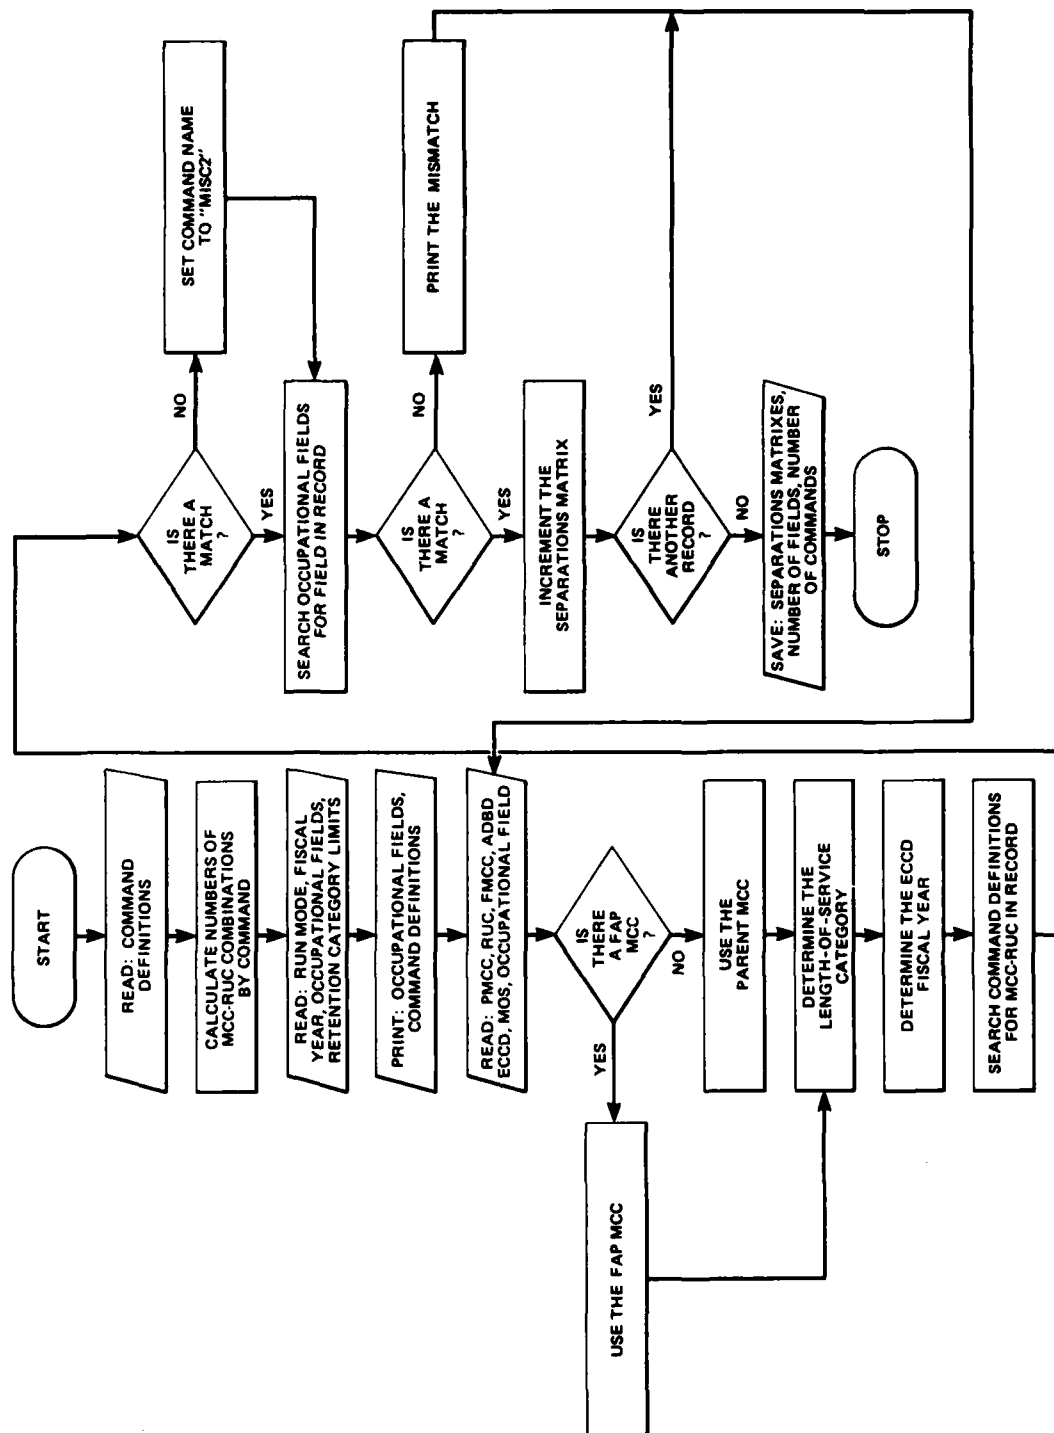 START
READ: COMMAND
DEFINITIONS
CALCULATE NUMBERS OF
MCC-RUC COMBINATIONS
BY COMMAND
READ: RUN MODE, FISCAL
YEAR, OCCUPATIONAL FIELDS,
RETENTION CATEGORY LIMITS
PRINT: OCCUPATIONAL FIELDS,
COMMAND DEFINITIONS
READ: PMCC, RUC, FMCC, ADBD
ECCD, MOS, OCCUPATIONAL FIELD
IS
THERE
A FAP
MCC
?
YES
NO
USE THE FAP MCC
USE THE
PARENT MCC
DETERMINE THE
LENGTH-OF-SERVICE
CATEGORY
DETERMINE THE ECCD
FISCAL YEAR
SEARCH COMMAND DEFINITIONS
FOR MCC-RUC IN RECORD
IS
THERE A
MATCH
?
NO
YES
SET COMMAND NAME
TO "MISC2"
SEARCH OCCUPATIONAL FIELDS
FOR FIELD IN RECORD
IS
THERE A
MATCH
?
NO
YES
PRINT THE MISMATCH
INCREMENT THE
SEPARATIONS MATRIX
IS
THERE
ANOTHER
RECORD
?
YES
NO
SAVE: SEPARATIONS MATRIXES,
NUMBER OF FIELDS, NUMBER
OF COMMANDS
STOP